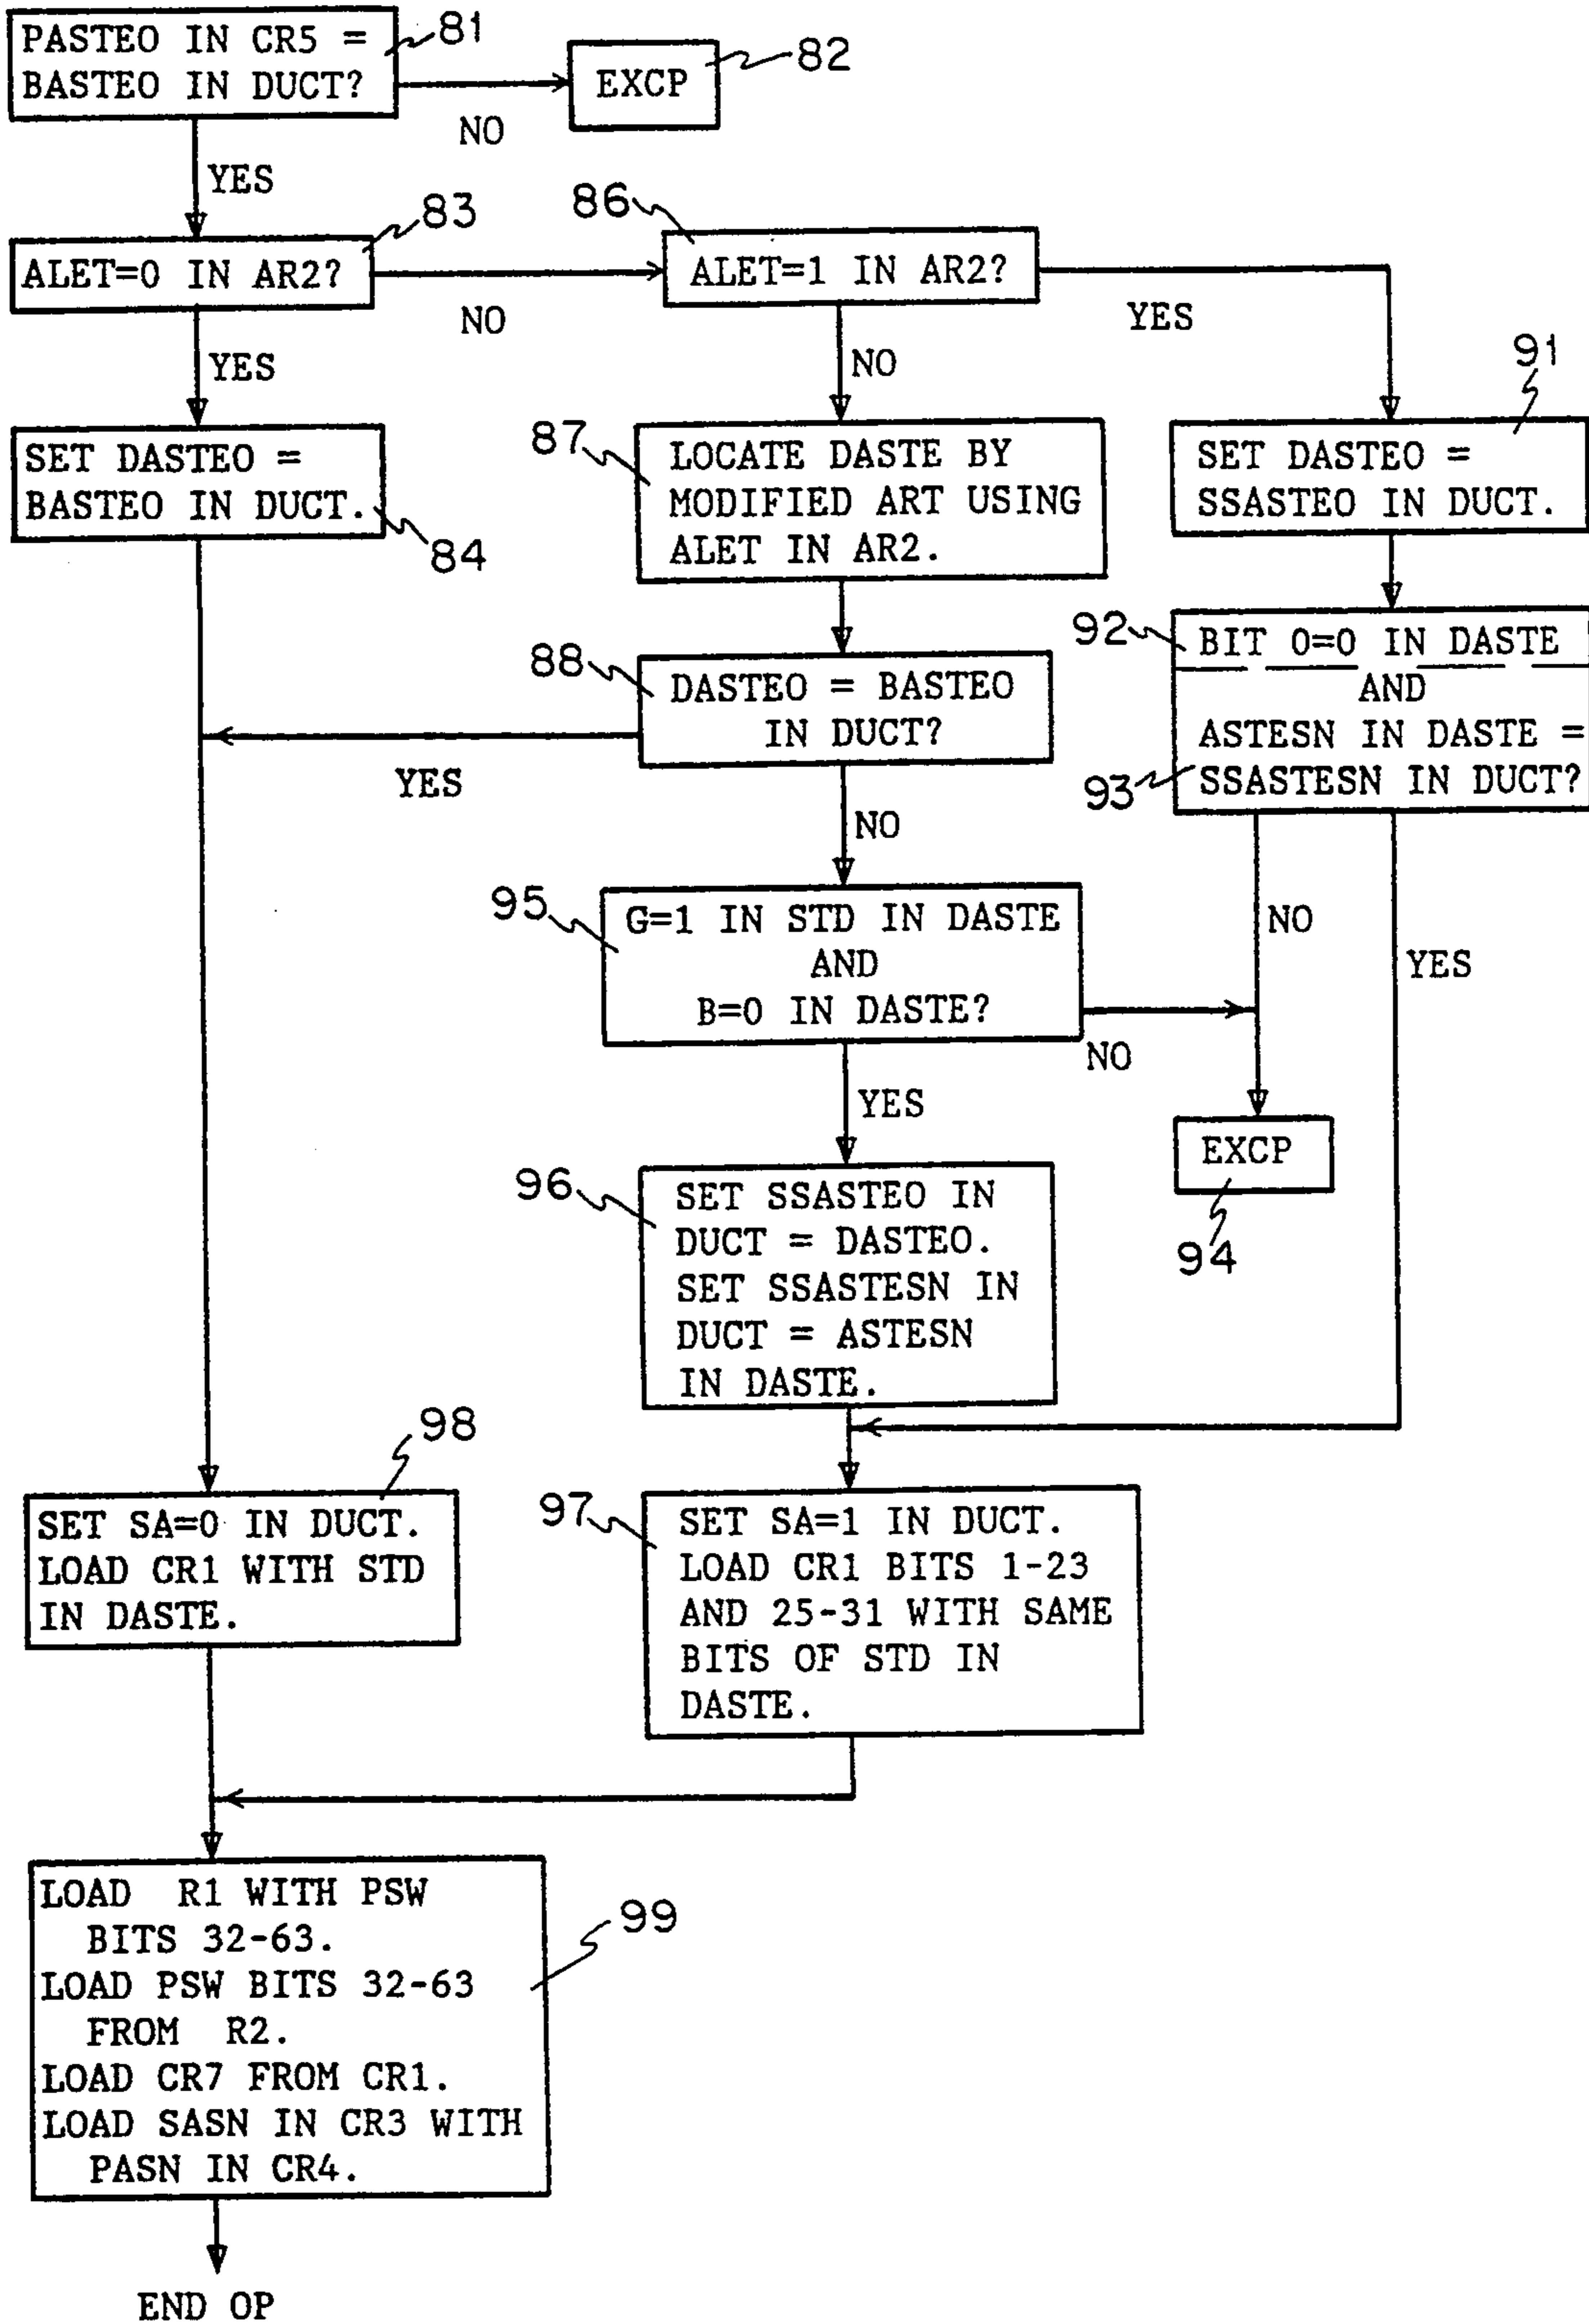 PASTEO IN CR5 =
BASTEO IN DUCT?
81
EXCP
82
NO
YES
ALET=0 IN AR2?
83
NO
86
ALET=1 IN AR2?
YES
YES
NO
91
SET DASTEO =
BASTEO IN DUCT.
84
87
LOCATE DASTE BY
MODIFIED ART USING
ALET IN AR2.
SET DASTEO =
SSASTEO IN DUCT.
88
DASTEO = BASTEO
IN DUCT?
YES
NO
92
BIT 0=0 IN DASTE
AND
ASTESN IN DASTE =
SSASTESN IN DUCT?
93
NO
YES
95
G=1 IN STD IN DASTE
AND
B=0 IN DASTE?
NO
YES
EXCP
94
96
SET SSASTEO IN
DUCT = DASTEO.
SET SSASTESN IN
DUCT = ASTESN
IN DASTE.
98
SET SA=0 IN DUCT.
LOAD CR1 WITH STD
IN DASTE.
97
SET SA=1 IN DUCT.
LOAD CR1 BITS 1-23
AND 25-31 WITH SAME
BITS OF STD IN
DASTE.
LOAD R1 WITH PSW
BITS 32-63.
LOAD PSW BITS 32-63
FROM R2.
LOAD CR7 FROM CR1.
LOAD SASN IN CR3 WITH
PASN IN CR4.
99
END OP